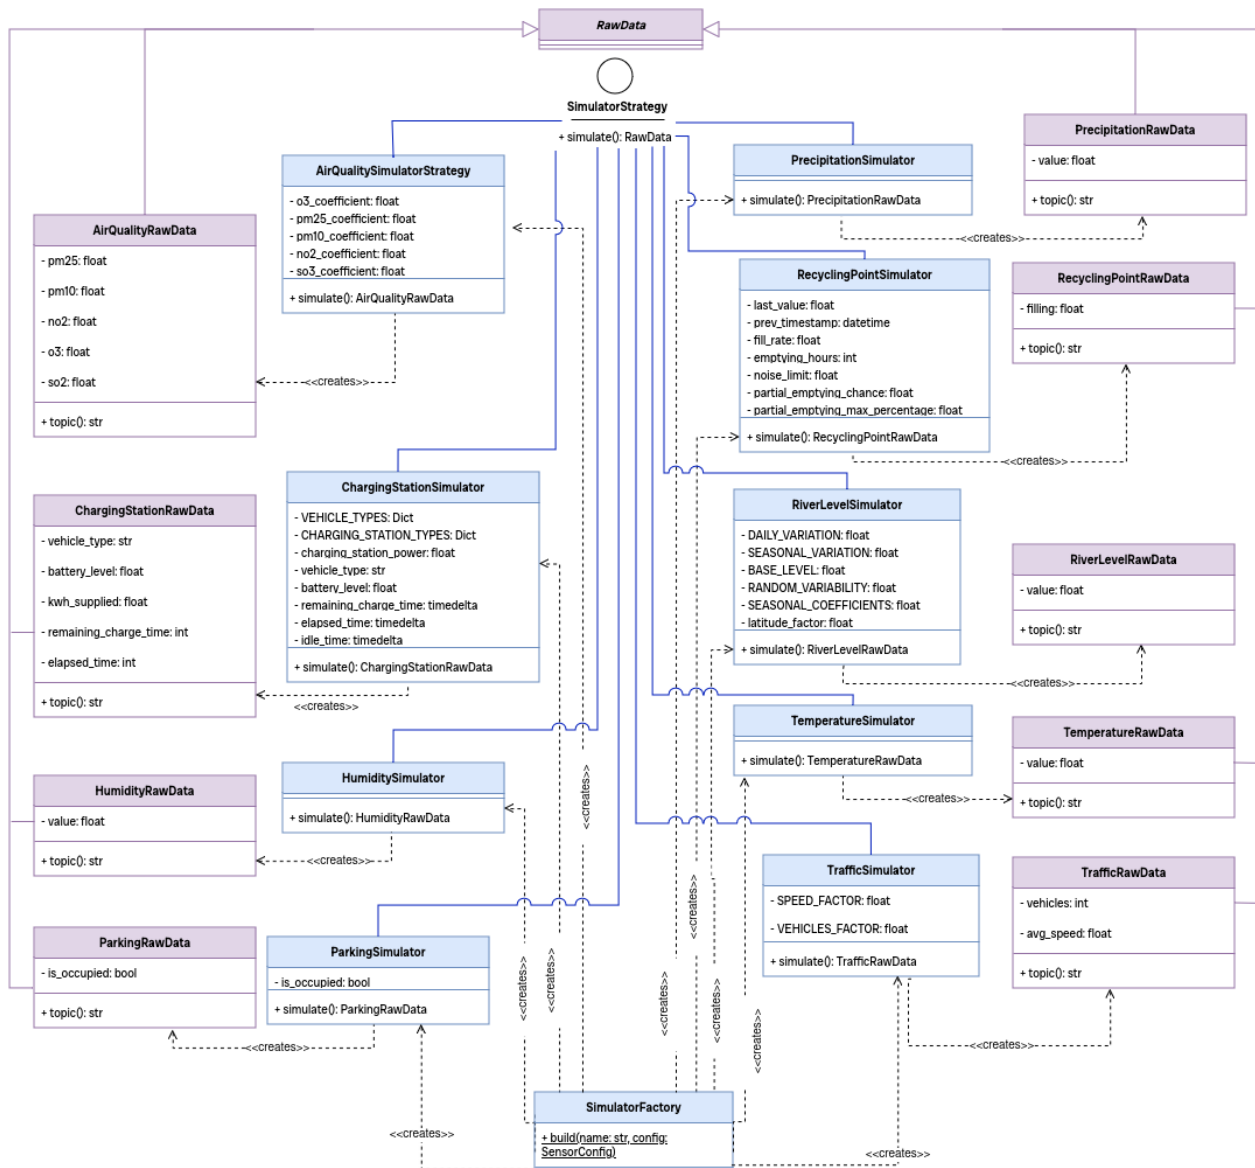 RawData
SimulatorStrategy
+ simulate(): RawData
AirQualitySimulatorStrategy
- o3_coefficient: float
- pm25_coefficient: float
- pm10_coefficient: float
- no2_coefficient: float
- so3_coefficient: float
+ simulate(): AirQualityRawData
PrecipitationSimulator
+ simulate(): PrecipitationRawData
PrecipitationRawData
- value: float
+ topic(): str
<<creates>>
AirQualityRawData
- pm25: float
- pm10: float
- no2: float
- o3: float
- so2: float
+ topic(): str
<<creates>>
RecyclingPointSimulator
- last_value: float
- prev_timestamp: datetime
- fill_rate: float
- emptying_hours: int
- noise_limit: float
- partial_emptying_chance: float
- partial_emptying_max_percentage: float
+ simulate(): RecyclingPointRawData
RecyclingPointRawData
- filling: float
+ topic(): str
<<creates>>
ChargingStationRawData
- vehicle_type: str
- battery_level: float
- kwh_supplied: float
- remaining_charge_time: int
- elapsed_time: int
+ topic(): str
ChargingStationSimulator
- VEHICLE_TYPES: Dict
- CHARGING_STATION_TYPES: Dict
- charging_station_power: float
- vehicle_type: str
- battery_level: float
- remaining_charge_time: timedelta
- elapsed_time: timedelta
- idle_time: timedelta
+ simulate(): ChargingStationRawData
<<creates>>
RiverLevelSimulator
- DAILY_VARIATION: float
- SEASONAL_VARIATION: float
- BASE_LEVEL: float
- RANDOM_VARIABILITY: float
- SEASONAL_COEFFICIENTS: float
- latitude_factor: float
+ simulate(): RiverLevelRawData
RiverLevelRawData
- value: float
+ topic(): str
<<creates>>
HumidityRawData
- value: float
+ topic(): str
HumiditySimulator
+ simulate(): HumidityRawData
<<creates>>
TemperatureSimulator
+ simulate(): TemperatureRawData
TemperatureRawData
- value: float
+ topic(): str
<<creates>>
<<creates>>
ParkingRawData
- is_occupied: bool
+ topic(): str
ParkingSimulator
- is_occupied: bool
+ simulate(): ParkingRawData
<<creates>>
TrafficSimulator
- SPEED_FACTOR: float
- VEHICLES_FACTOR: float
+ simulate(): TrafficRawData
TrafficRawData
- vehicles: int
- avg_speed: float
+ topic(): str
<<creates>>
<<creates>>
<<creates>>
<<creates>>
<<creates>>
<<creates>>
<<creates>>
SimulatorFactory
+ build(name: str, config:
SensorConfig)
<<creates>>
<<creates>>